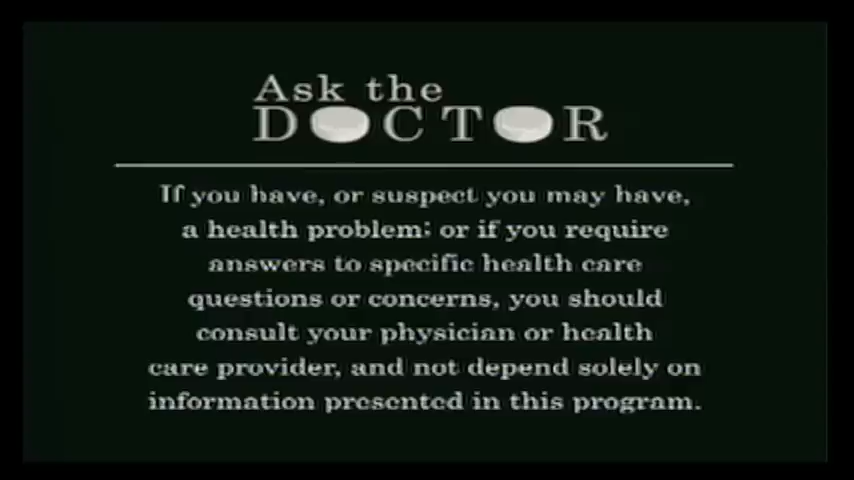 Ask the
DOCTOR
If you have, or suspect you may have,
a health problem; or if you require
answers to specific health care
questions or concerns, you should
consult your physician or health
care provider, and not depend solely on
information presented in this program.